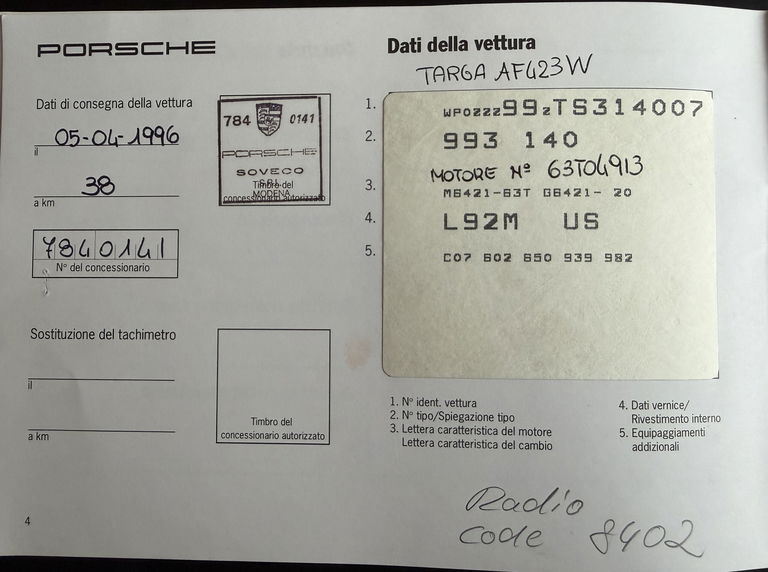 PORSCHE
Dati di consegna della vettura
05-04-1996
il
38
a km
784 0141
PORSCHE
SOVECO
S.R.L.
MODENA
Timbro del
concessionario autorizzato
7840141
N° del concessionario
Sostituzione del tachimetro
il
a km
Timbro del
concessionario autorizzato
4
Dati della vettura
TARGA AF423W
1. WP0ZZZ99ZTS314007
2. 993 140
MOTORE N° 63T04913
3. M6421-63T G6421- 20
4. L92M US
5. C07 602 650 939 982
1. N° ident. vettura
2. N° tipo/Spiegazione tipo
3. Lettera caratteristica del motore
Lettera caratteristica del cambio
4. Dati vernice/
Rivestimento interno
5. Equipaggiamenti
addizionali
Radio
code 8402